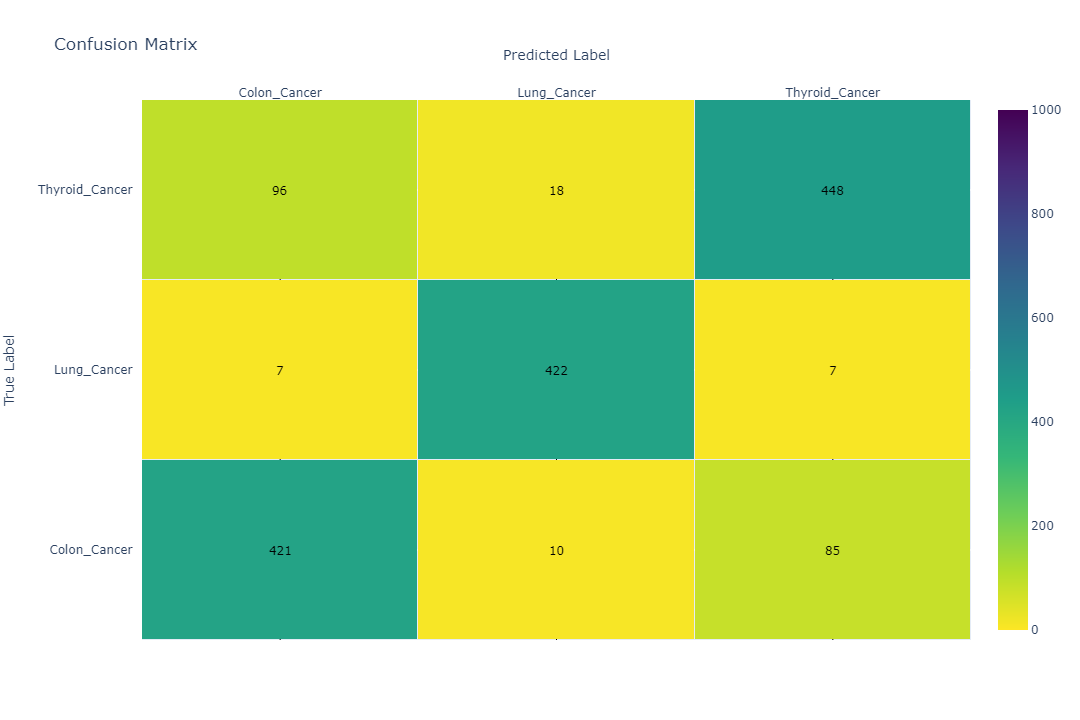 Confusion Matrix
Predicted Label
Colon_Cancer Lung_Cancer Thyroid_Cancer
Thyroid_Cancer 96 18 448
Lung_Cancer 7 422 7
Colon_Cancer 421 10 85
True Label
1000
800
600
400
200
0